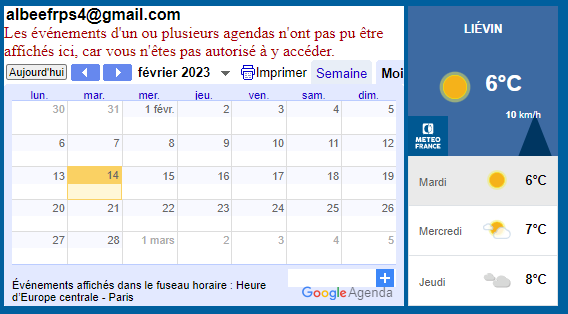 albeefrps4@gmail.com
Les événements d'un ou plusieurs agendas n'ont pas pu être
affichés ici, car vous n'êtes pas autorisé à y accéder.
Aujourd'hui février 2023 Imprimer Semaine Moi
lun. mar. mer. jeu. ven. sam. dim.
30 31 1 févr. 2 3 4 5
6 7 8 9 10 11 12
13 14 15 16 17 18 19
20 21 22 23 24 25 26
27 28 1 mars 2 3 4 5
Événements affichés dans le fuseau horaire : Heure
d'Europe centrale - Paris
Google Agenda
LIÉVIN
6°C
10 km/h
METEO
FRANCE
Mardi 6°C
Mercredi 7°C
Jeudi 8°C